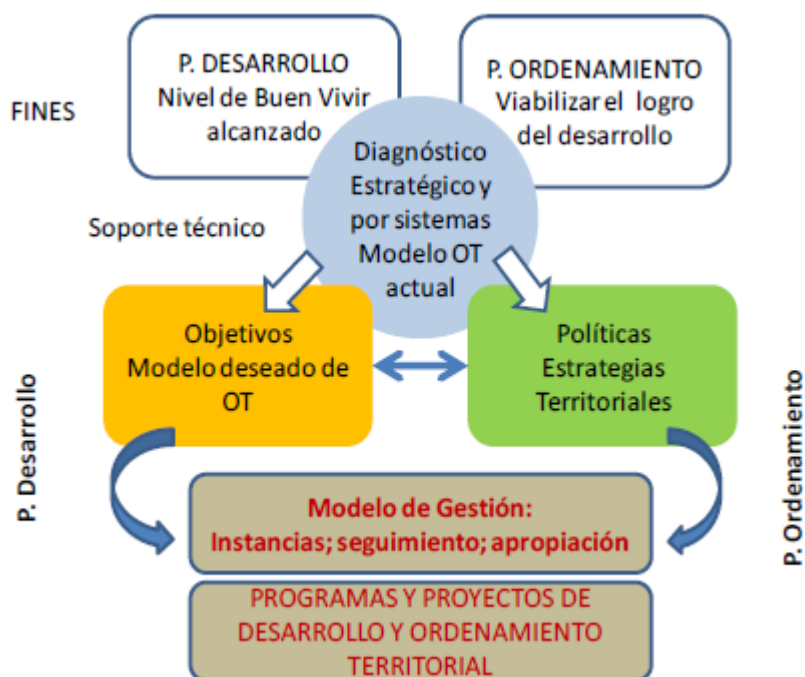 P. DESARROLLO
Nivel de Buen Vivir
alcanzado
P. ORDENAMIENTO
Viabilizar el logro
del desarrollo
FINES
Diagnóstico
Estratégico y
por sistemas
Modelo OT
actual
Soporte técnico
Objetivos
Modelo deseado de
OT
Políticas
Estrategias
Territoriales
P. Desarrollo
P. Ordenamiento
Modelo de Gestión:
Instancias; seguimiento; apropiación
PROGRAMAS Y PROYECTOS DE
DESARROLLO Y ORDENAMIENTO
TERRITORIAL